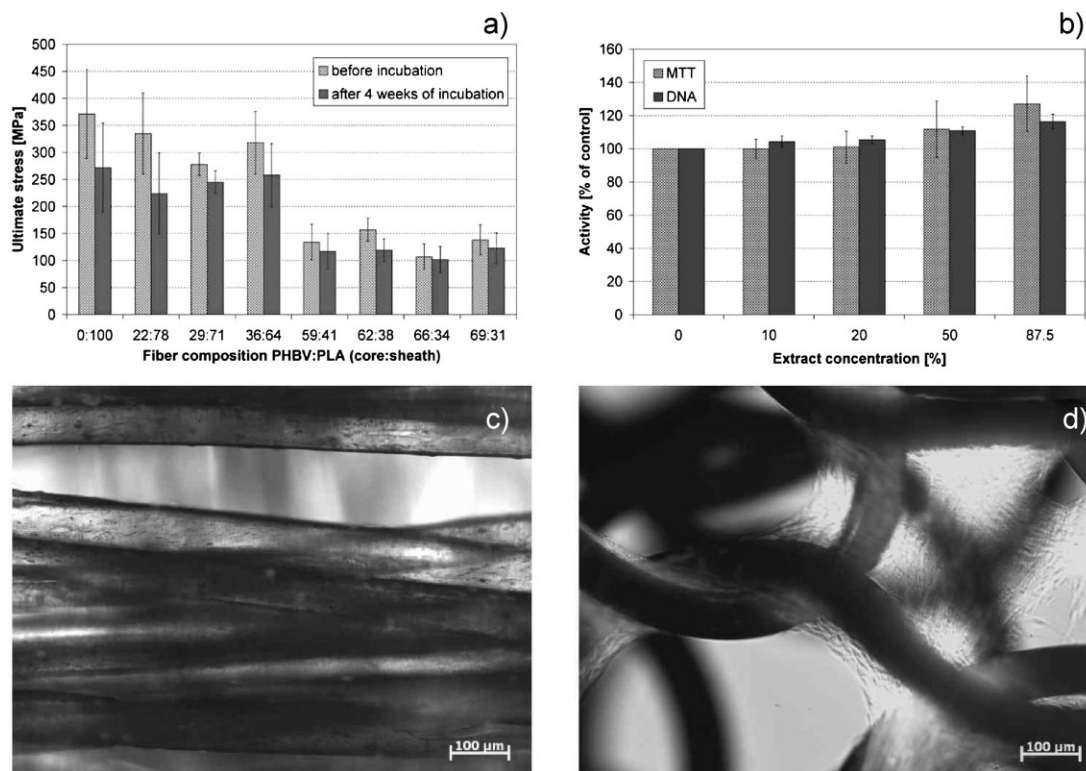 a)
500
450
400
350
300
250
200
150
100
50
0
Ultimate stress [MPa]
before incubation
after 4 weeks of incubation
0:100 22:78 29:71 36:64 59:41 62:38 66:34 69:31
Fiber composition PHBV:PLA (core:sheath)
b)
160
140
120
100
80
60
40
20
0
Activity [% of control]
MTT
DNA
0 10 20 50 87.5
Extract concentration [%]
c)
100 µm
d)
100 µm